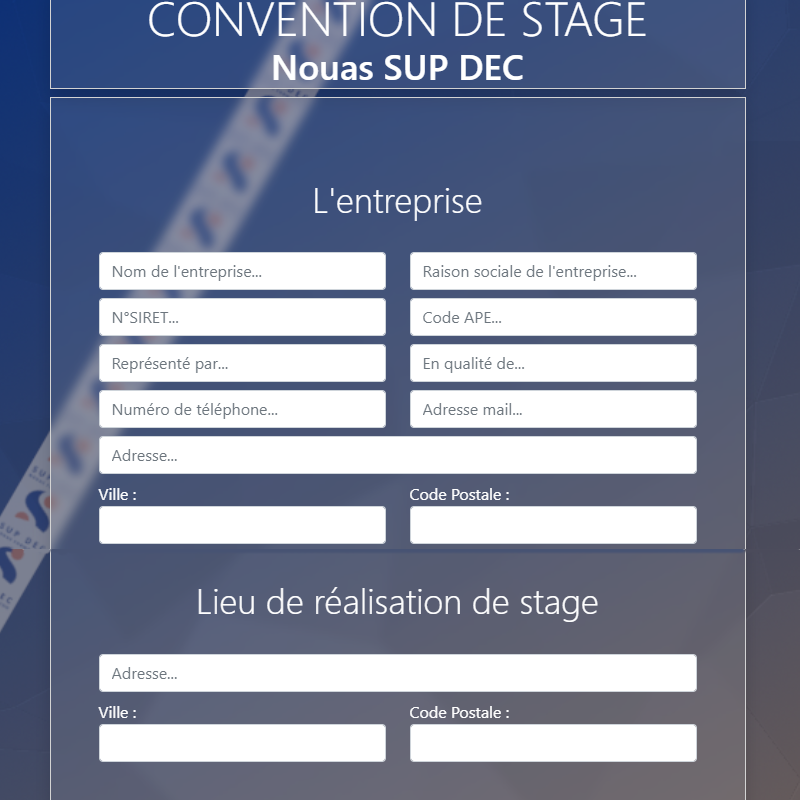 CONVENTION DE STAGE
Nouas SUP DEC
L'entreprise
Nom de l'entreprise... Raison sociale de l'entreprise...
N°SIRET... Code APE...
Représenté par... En qualité de...
Numéro de téléphone... Adresse mail...
Adresse...
Ville : Code Postale :
SUP DEC
Lieu de réalisation de stage
Adresse...
Ville : Code Postale :